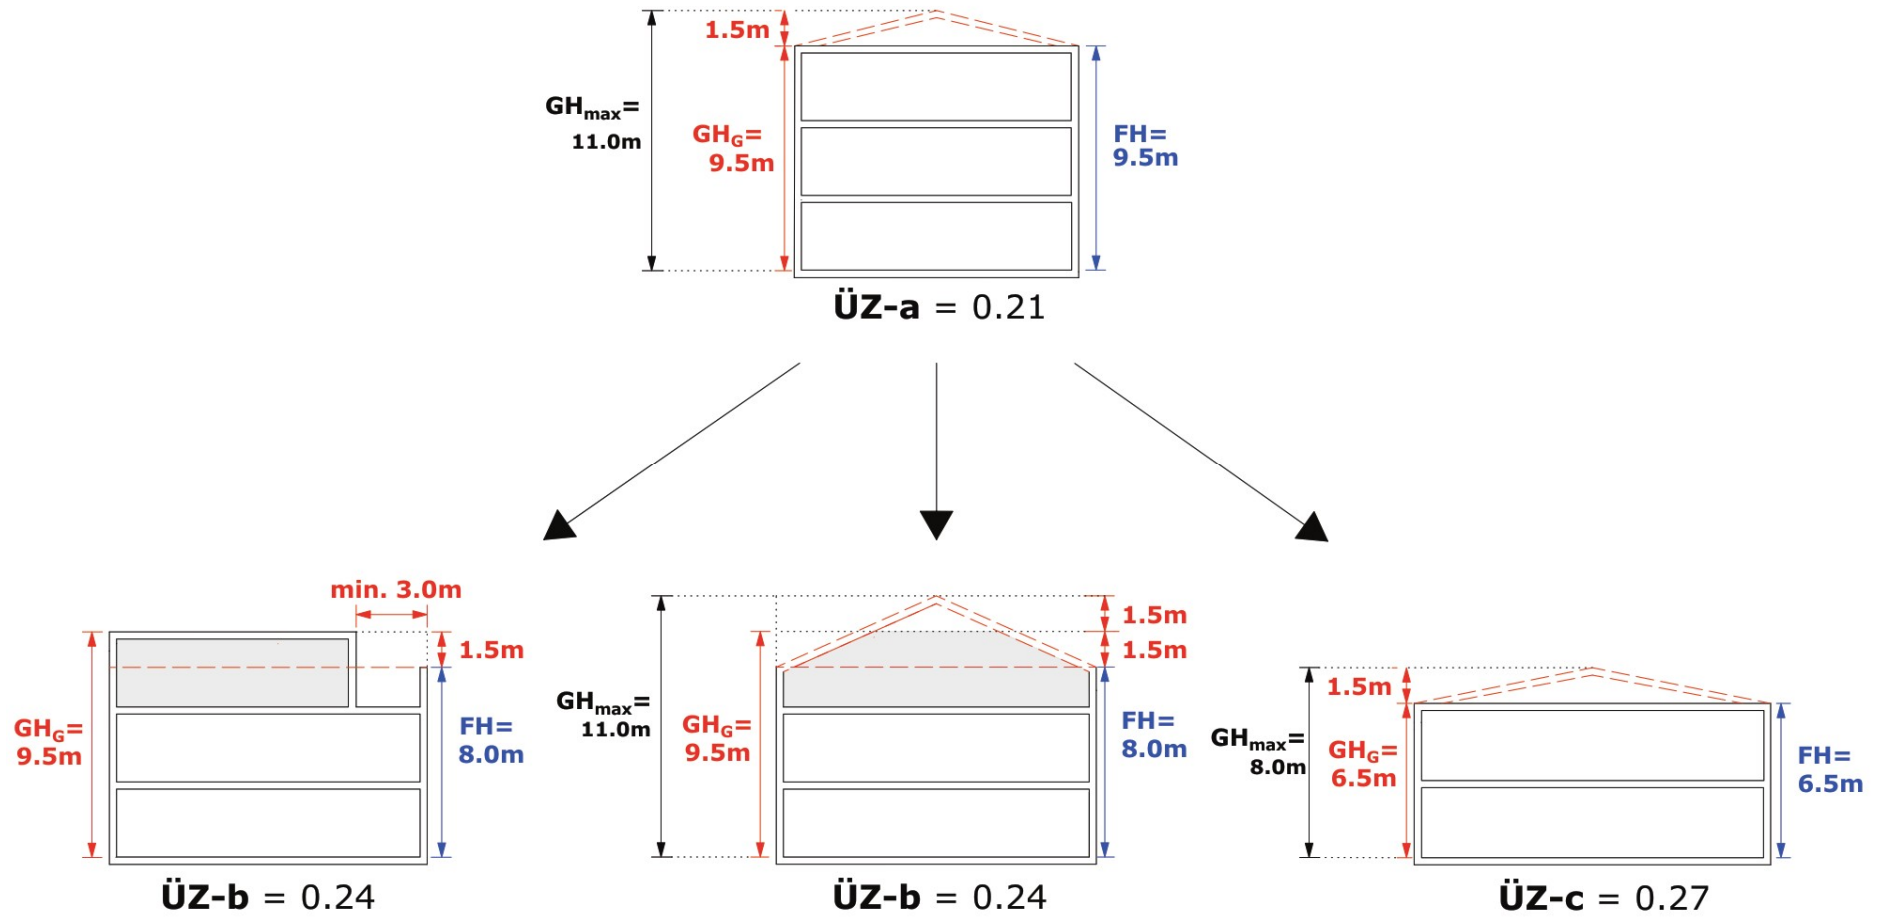 1.5m
GHmax=
11.0m
GHG=
9.5m
FH=
9.5m
ÜZ-a = 0.21
min. 3.0m
1.5m
GHG=
9.5m
FH=
8.0m
ÜZ-b = 0.24
1.5m
1.5m
GHmax=
11.0m
GHG=
9.5m
FH=
8.0m
ÜZ-b = 0.24
1.5m
GHmax=
8.0m
GHG=
6.5m
FH=
6.5m
ÜZ-c = 0.27